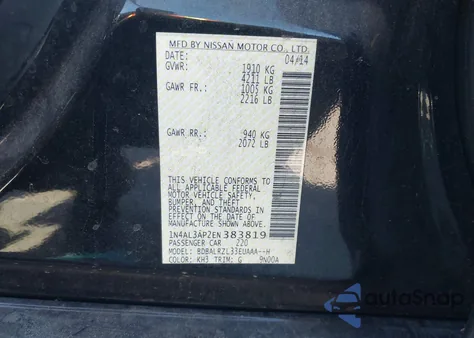 MFD BY NISSAN MOTOR CO., LTD.
DATE: 04/14
GVWR: 1910 KG
4211 LB
GAWR FR.: 1005 KG
2216 LB
GAWR RR.: 940 KG
2072 LB
THIS VEHICLE CONFORMS TO
ALL APPLICABLE FEDERAL
MOTOR VEHICLE SAFETY,
BUMPER, AND THEFT
STANDARDS IN EFFECT ON
THE DATE OF MANUFACTURE
SHOWN ABOVE.
1N4AL3AP2EN383819
PASSENGER CAR 220
MODEL: BDBALRZL33EUAAA--H
COLOR: KH3 TRIM: G 9N00A
AutoSnap